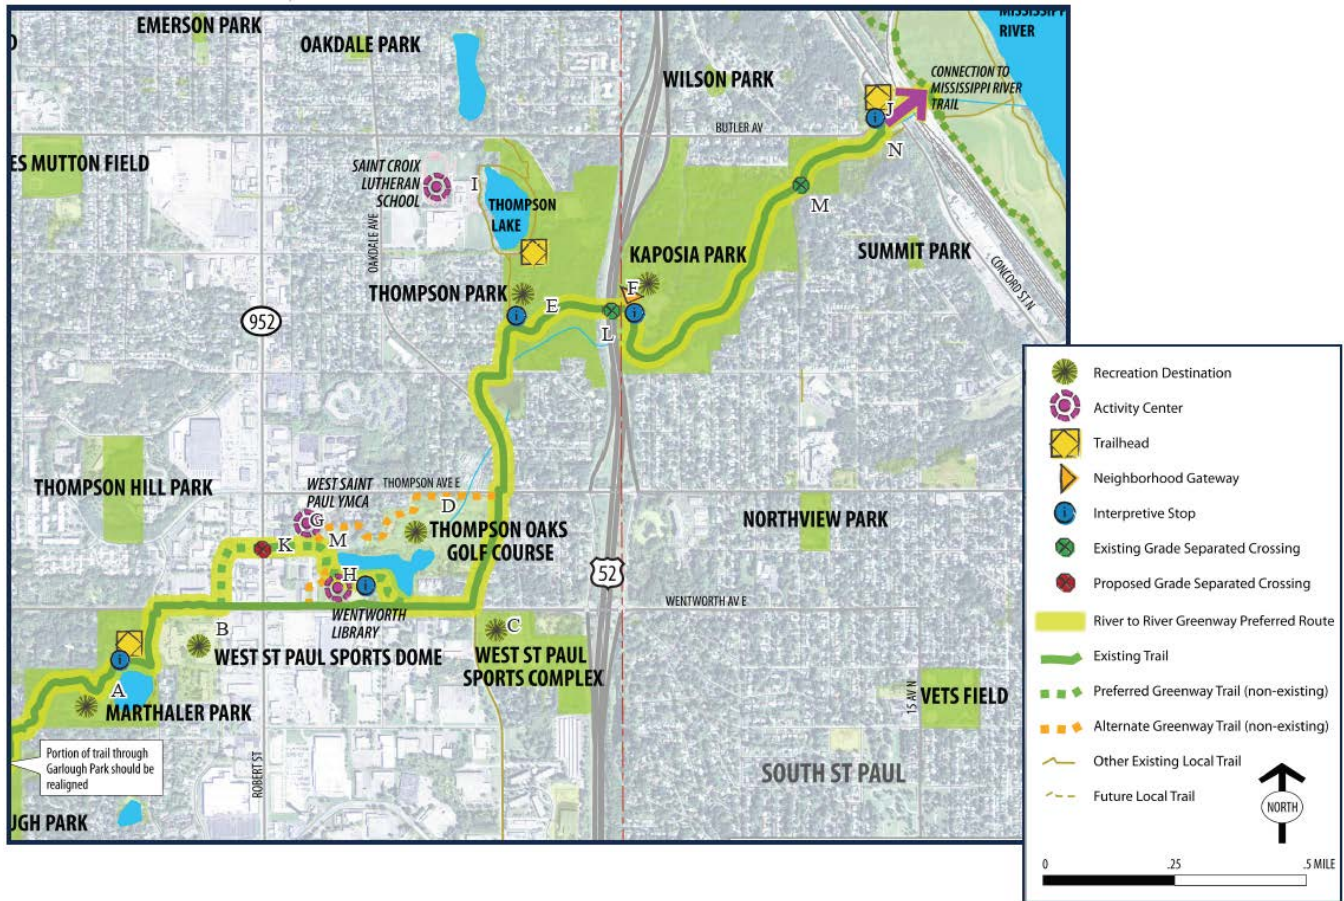 MISSISSIPPI
RIVER
EMERSON PARK
OAKDALE PARK
WILSON PARK
CONNECTION TO
MISSISSIPPI RIVER
TRAIL
J
BUTLER AV
N
ES MUTTON FIELD
SAINT CROIX
LUTHERAN
SCHOOL
I
THOMPSON
LAKE
M
OAKDALE AVE
KAPOSIA PARK
SUMMIT PARK
CONCORD ST N
THOMPSON PARK
E
F
L
952
THOMPSON HILL PARK
WEST SAINT
PAUL YMCA
THOMPSON AVE E
D
G
THOMPSON OAKS
GOLF COURSE
NORTHVIEW PARK
K
M
H
52
WENTWORTH AV E
WENTWORTH
LIBRARY
B
C
WEST ST PAUL SPORTS DOME
WEST ST PAUL
SPORTS COMPLEX
A
MARTHALER PARK
15 AV N
VETS FIELD
Portion of trail through
Garlough Park should be
realigned
ROBERT ST
SOUTH ST PAUL
UGH PARK
Recreation Destination
Activity Center
Trailhead
Neighborhood Gateway
Interpretive Stop
Existing Grade Separated Crossing
Proposed Grade Separated Crossing
River to River Greenway Preferred Route
Existing Trail
Preferred Greenway Trail (non-existing)
Alternate Greenway Trail (non-existing)
Other Existing Local Trail
Future Local Trail
NORTH
0 .25 .5 MILE